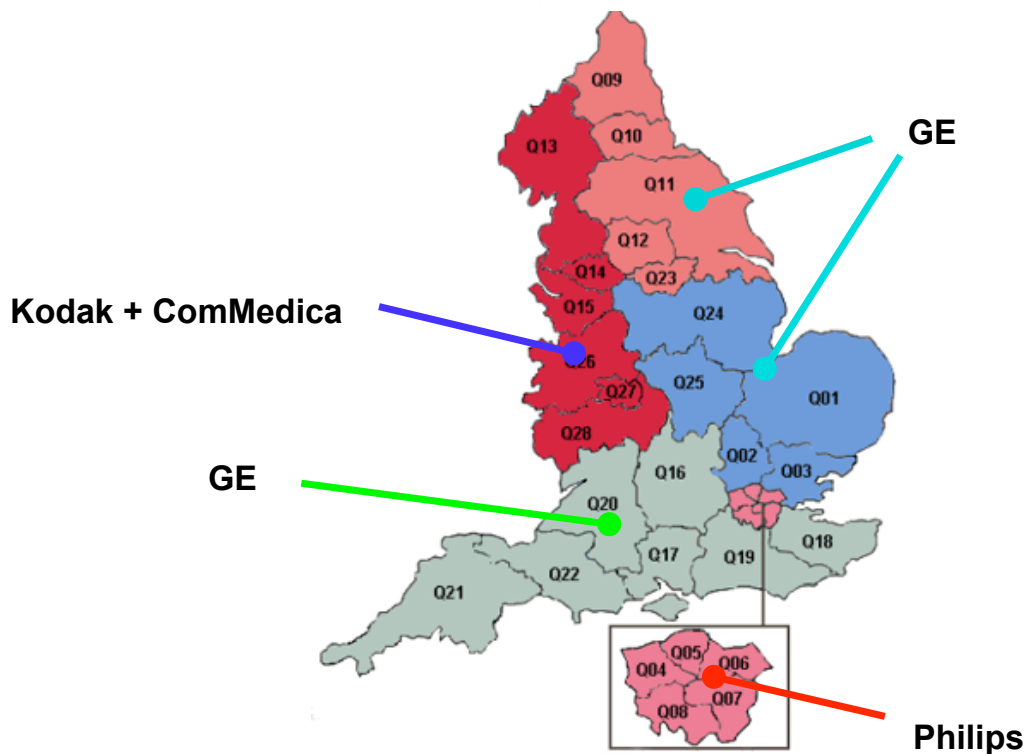 Q09
GE
Q10
Q13
Q11
Q12
Q14
Q23
Q15
Kodak + ComMedica
Q24
Q26
Q25
Q27
Q01
Q28
Q02
Q03
Q16
GE
Q20
Q18
Q17
Q19
Q22
Q21
Q05
Q04
Q06
Q07
Q08
Philips